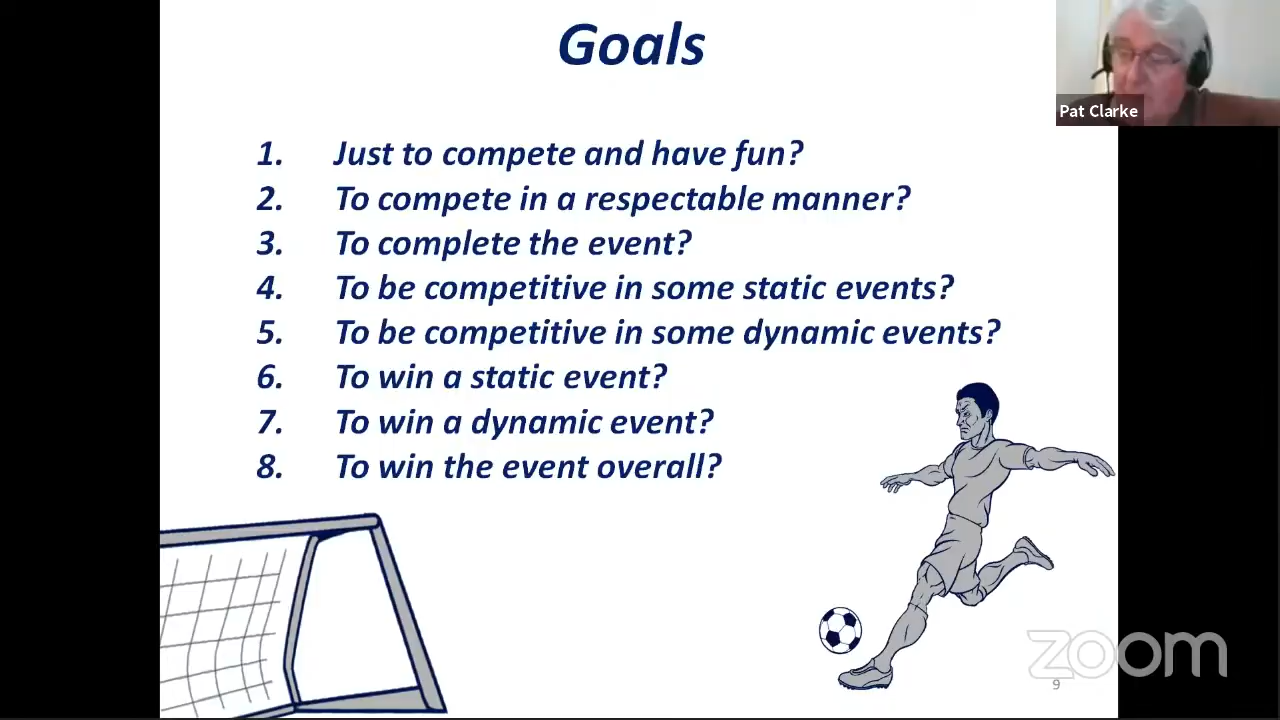 Goals
Pat Clarke
1. Just to compete and have fun?
2. To compete in a respectable manner?
3. To complete the event?
4. To be competitive in some static events?
5. To be competitive in some dynamic events?
6. To win a static event?
7. To win a dynamic event?
8. To win the event overall?
zoom
9